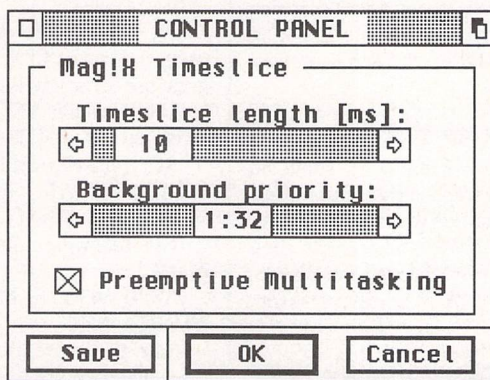 CONTROL PANEL
Mag!X Timeslice
Timeslice length [ms]:
10
Background priority:
1:32
Preemptive Multitasking
Save
OK
Cancel